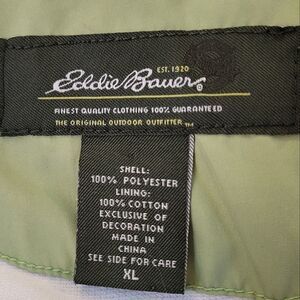 EST. 1920
Eddie Bauer®
FINEST QUALITY CLOTHING 100% GUARANTEED
THE ORIGINAL OUTDOOR OUTFITTER™
SHELL:
100% POLYESTER
LINING:
100% COTTON
EXCLUSIVE OF
DECORATION
MADE IN
CHINA
SEE SIDE FOR CARE
XL